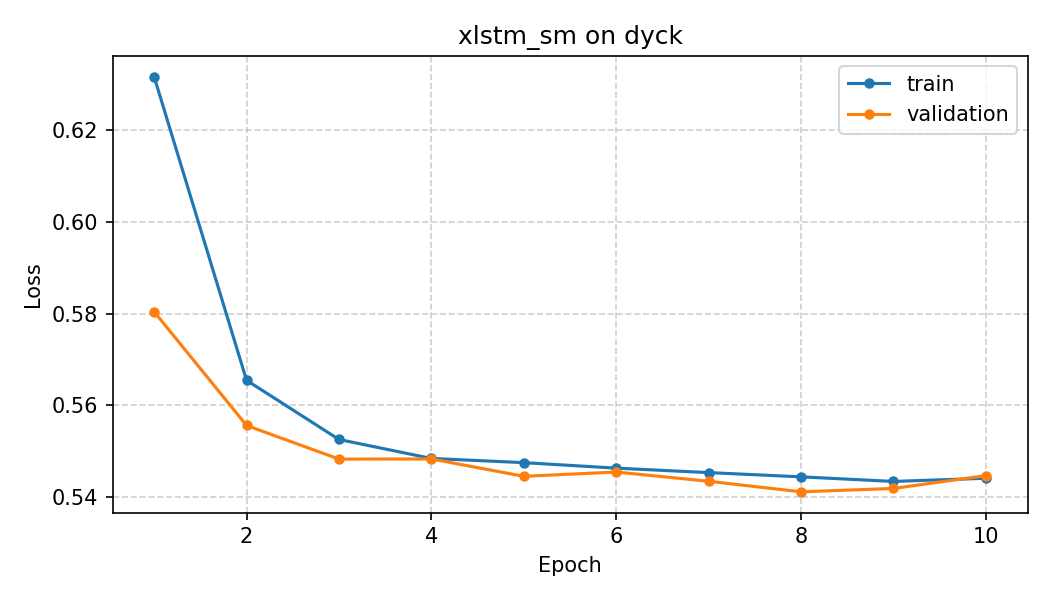 xlstm_sm on dyck
train
validation
Loss
0.62
0.60
0.58
0.56
0.54
2 4 6 8 10
Epoch